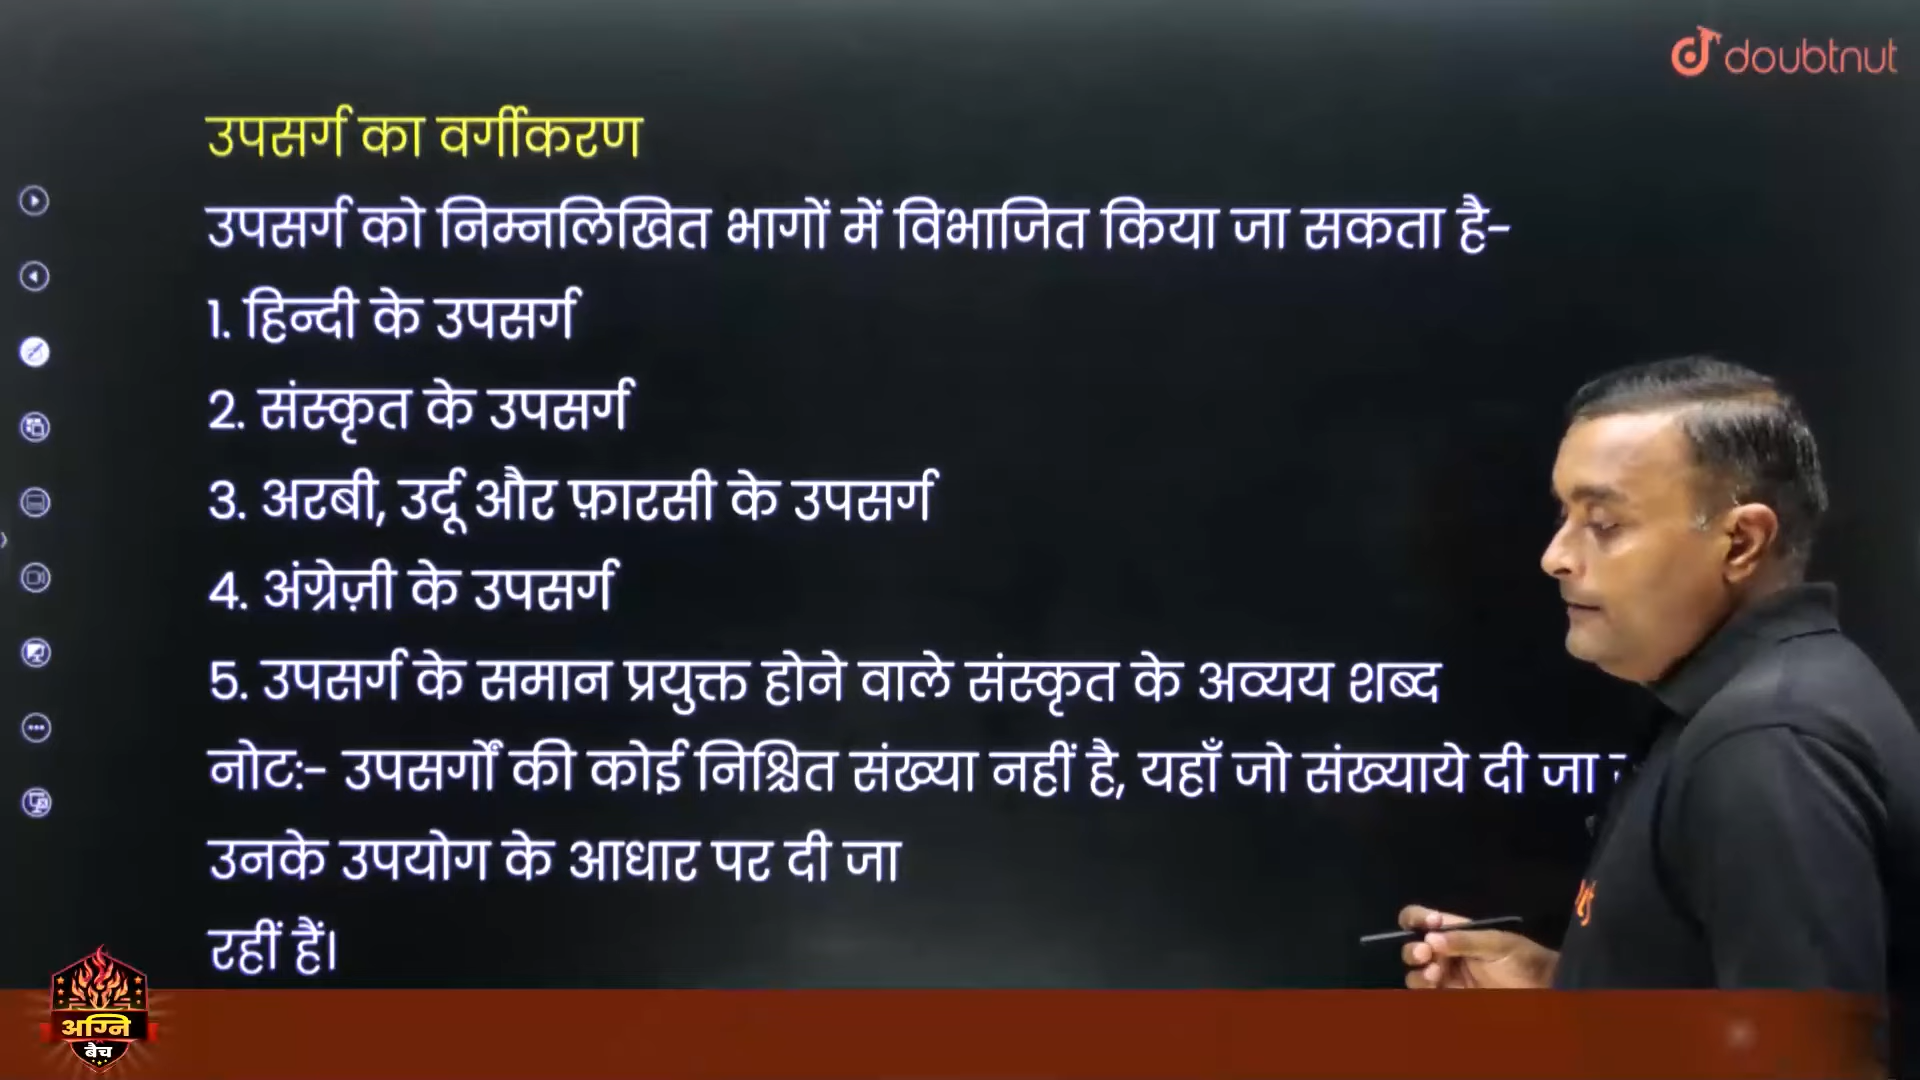 doubtnut
उपसर्ग का वर्गीकरण
उपसर्ग को निम्नलिखित भागों में विभाजित किया जा सकता है-
1. हिन्दी के उपसर्ग
2. संस्कृत के उपसर्ग
3. अरबी, उर्दू और फ़ारसी के उपसर्ग
4. अंग्रेज़ी के उपसर्ग
5. उपसर्ग के समान प्रयुक्त होने वाले संस्कृत के अव्यय शब्द
नोट:- उपसर्गों की कोई निश्चित संख्या नहीं है, यहाँ जो संख्याये दी जा
उनके उपयोग के आधार पर दी जा
रहीं हैं।
अग्नि
बैच